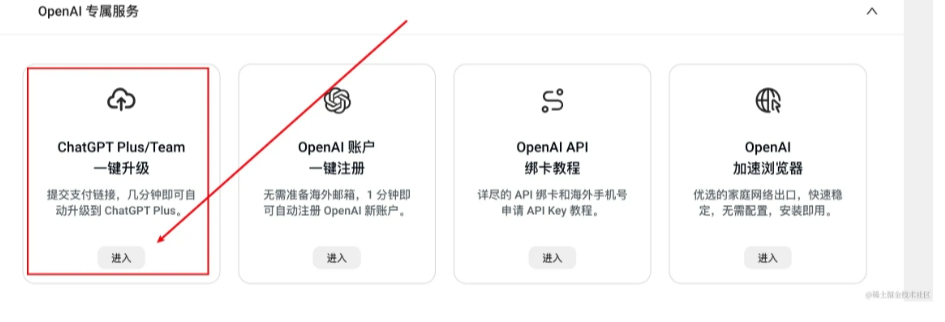 OpenAI 专属服务
ChatGPT Plus/Team
一键升级
提交支付链接，几分钟即可自
动升级到 ChatGPT Plus。
进入
OpenAI 账户
一键注册
无需准备海外邮箱，1 分钟即
可自动注册 OpenAI 新账户。
进入
OpenAI API
绑卡教程
详尽的 API 绑卡和海外手机号
申请 API Key 教程。
进入
OpenAI
加速浏览器
优选的家庭网络出口，快速稳
定，无需配置，安装即用。
进入
@稀土掘金技术社区